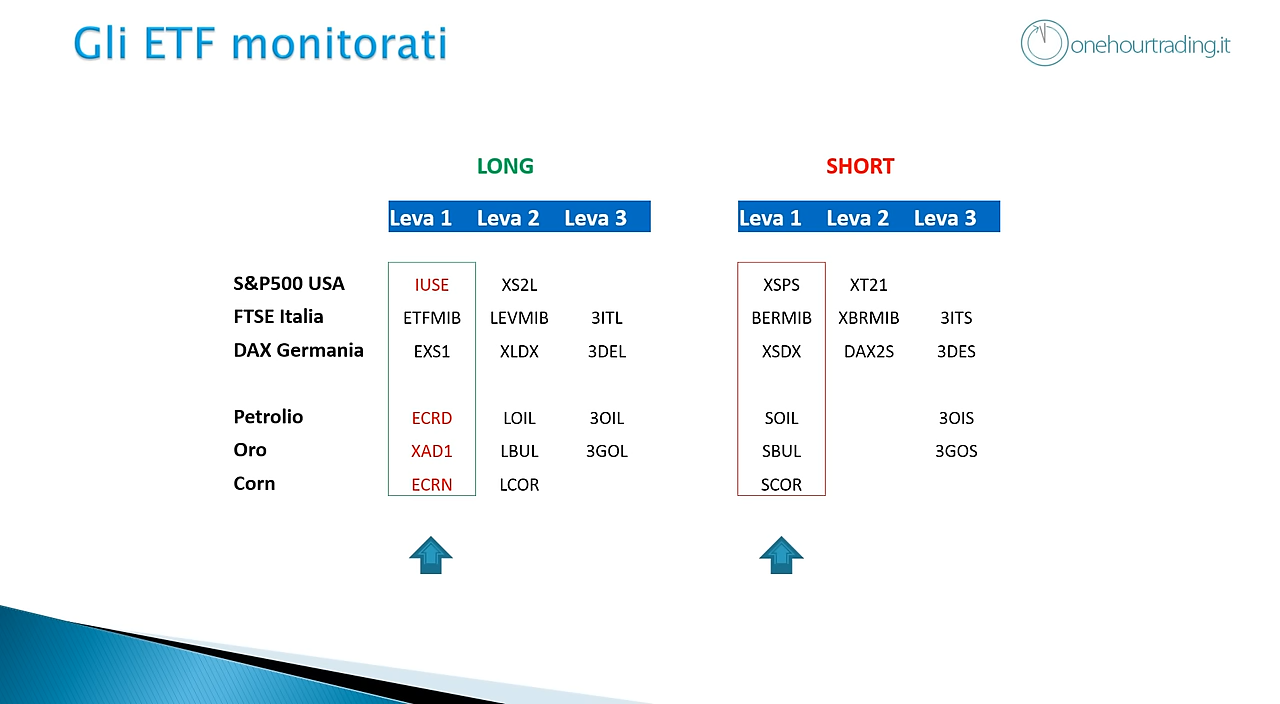 Gli ETF monitorati
onehourtrading.it
LONG SHORT
Leva 1 Leva 2 Leva 3 Leva 1 Leva 2 Leva 3
S&P500 USA IUSE XS2L XSPS XT21
FTSE Italia ETFMIB LEVMIB 3ITL BERMIB XBRMIB 3ITS
DAX Germania EXS1 XLDX 3DEL XSDX DAX2S 3DES
Petrolio ECRD LOIL 3OIL SOIL 3OIS
Oro XAD1 LBUL 3GOL SBUL 3GOS
Corn ECRN LCOR SCOR